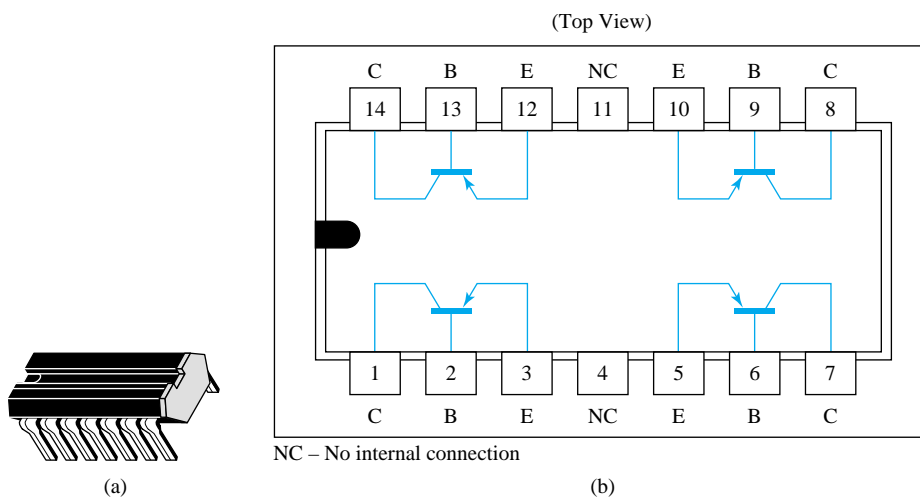 (Top View)
C B E NC E B C
14 13 12 11 10 9 8
1 2 3 4 5 6 7
C B E NC E B C
NC – No internal connection
(a) (b)